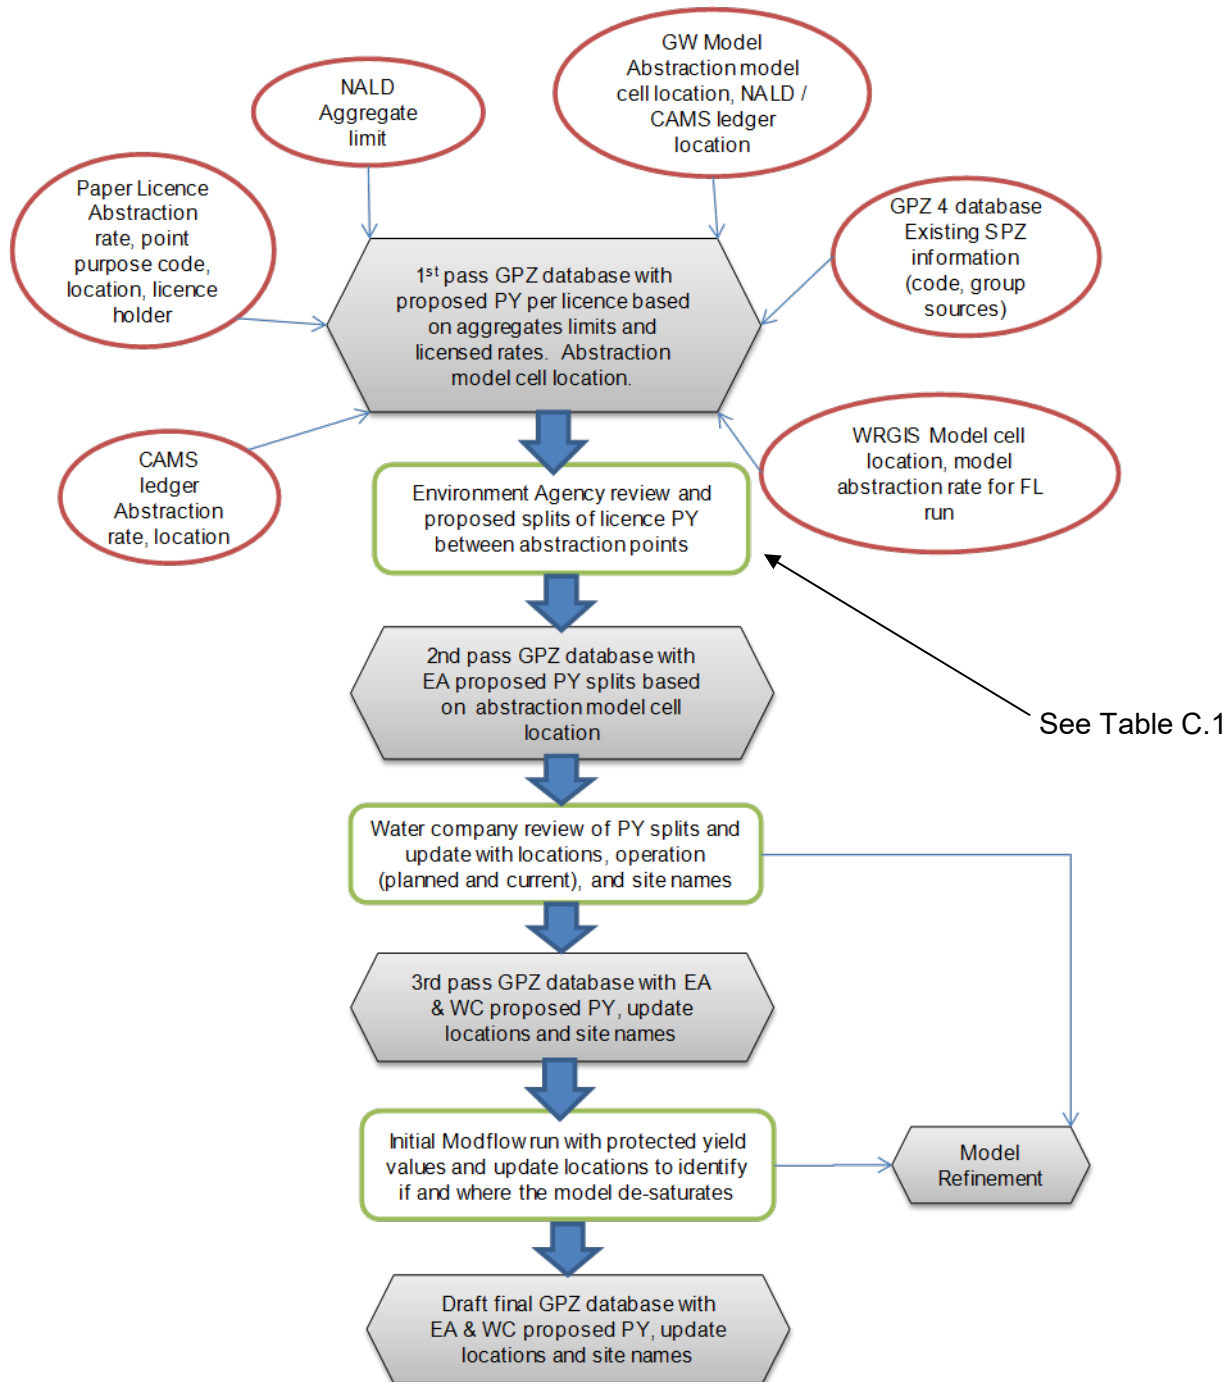 NALD
Aggregate
limit
GW Model
Abstraction model
cell location, NALD /
CAMS ledger
location
Paper Licence
Abstraction
rate, point
purpose code,
location, licence
holder
GPZ 4 database
Existing SPZ
information
(code, group
sources)
1st pass GPZ database with
proposed PY per licence based
on aggregates limits and
licensed rates. Abstraction
model cell location.
CAMS
ledger
Abstraction
rate, location
WRGIS Model cell
location, model
abstraction rate for FL
run
Environment Agency review and
proposed splits of licence PY
between abstraction points
2nd pass GPZ database with
EA proposed PY splits based
on abstraction model cell
location
See Table C.1
Water company review of PY splits and
update with locations, operation
(planned and current), and site names
3rd pass GPZ database with EA
& WC proposed PY, update
locations and site names
Initial Modflow run with protected yield
values and update locations to identify
if and where the model de-saturates
Model
Refinement
Draft final GPZ database with
EA & WC proposed PY, update
locations and site names